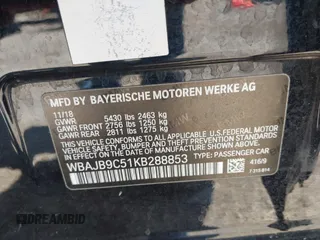 MFD BY BAYERISCHE MOTOREN WERKE AG
11/18
GVWR 5430 lbs 2463 kg
GAWR FRONT 2756 lbs 1250 kg
GAWR REAR 2811 lbs 1275 kg
THIS VEHICLE CONFORMS TO ALL APPLICABLE U.S. FEDERAL
MOTOR VEHICLE SAFETY, BUMPER, AND THEFT PREVENTION
STANDARDS IN EFFECT ON THE DATE OF MANUFACTURE SHOWN ABOVE.
WBAJB9C51KB288853 TYPE: PASSENGER CAR
416/9
DREAMBID